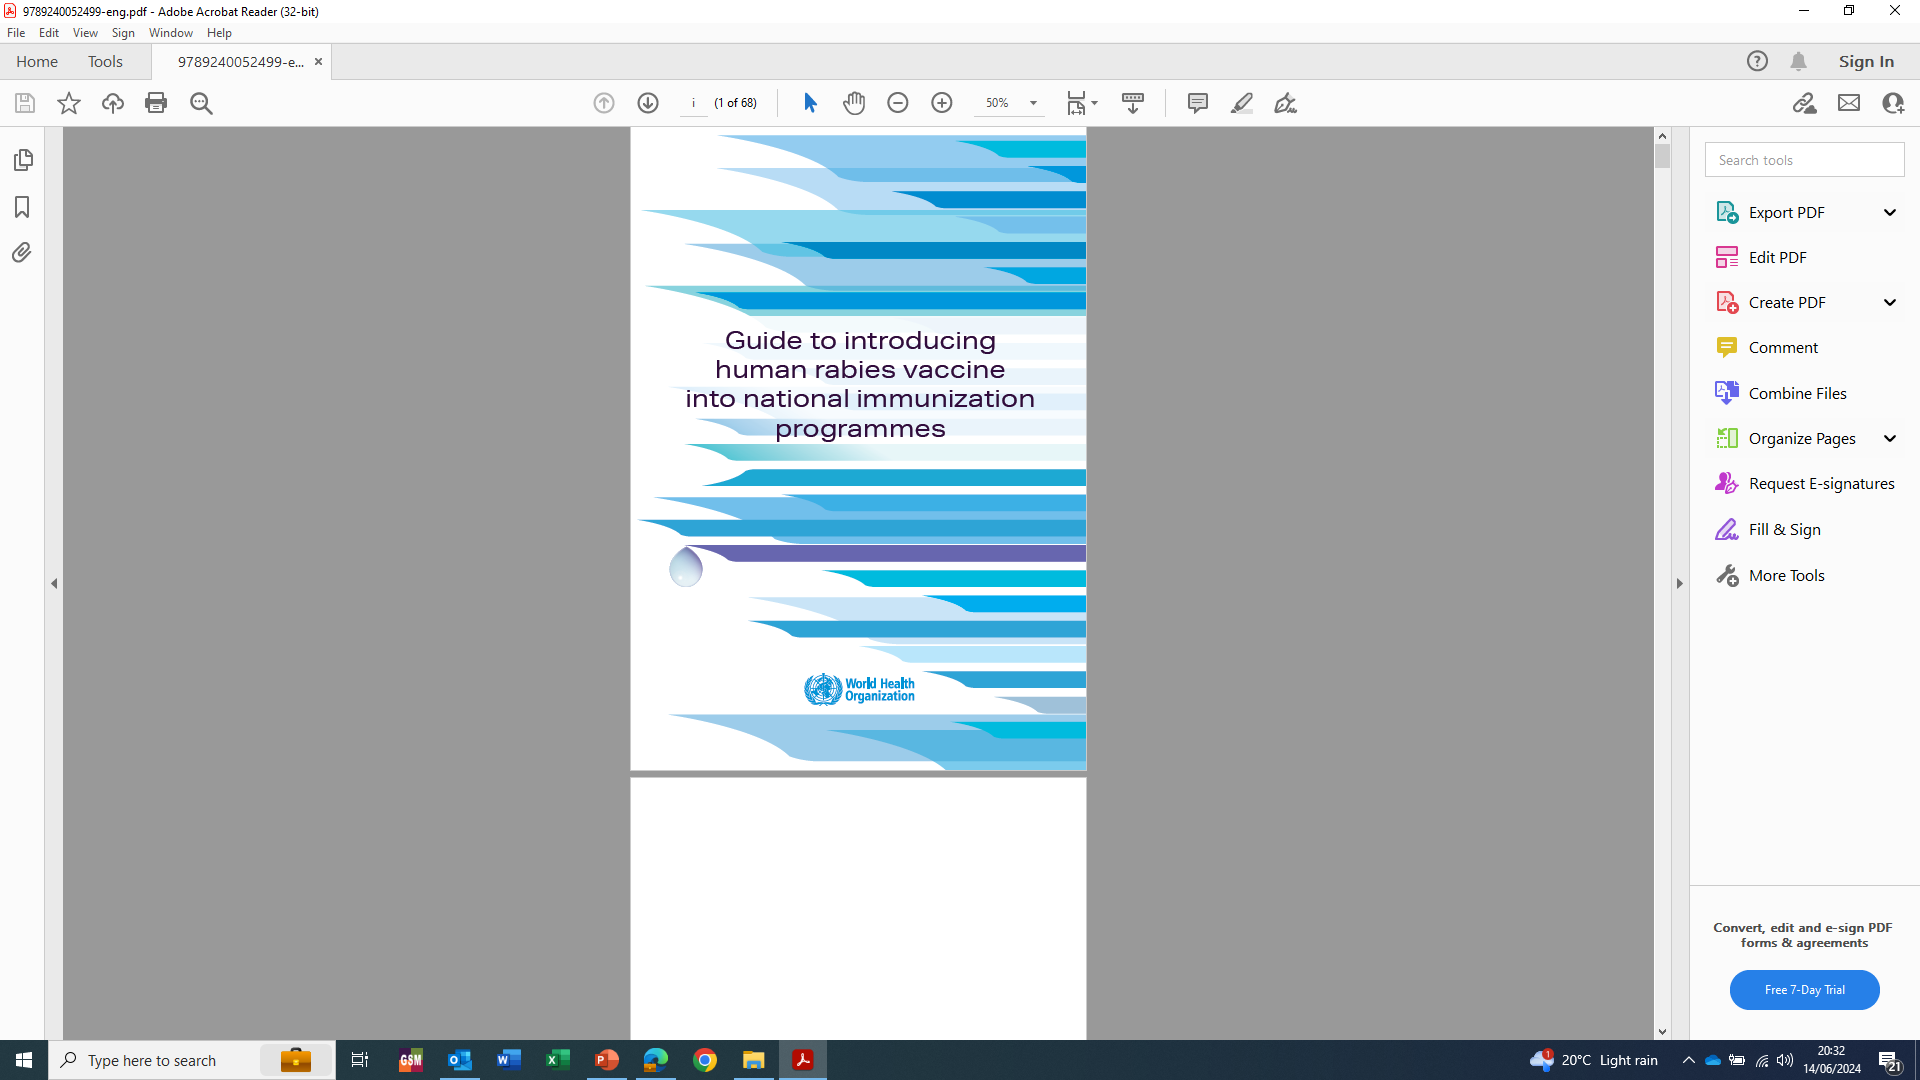 9789240052499-eng.pdf - Adobe Acrobat Reader (32-bit)
File Edit View Sign Window Help
Home Tools 9789240052499-e... Sign In
i (1 of 68) 50%
Search tools
Export PDF
Edit PDF
Create PDF
Comment
Combine Files
Organize Pages
Request E-signatures
Fill & Sign
More Tools
Convert, edit and e-sign PDF
forms & agreements
Free 7-Day Trial
Guide to introducing
human rabies vaccine
into national immunization
programmes
World Health
Organization
Type here to search
GSM
1
20°C Light rain
20:32
14/06/2024
21